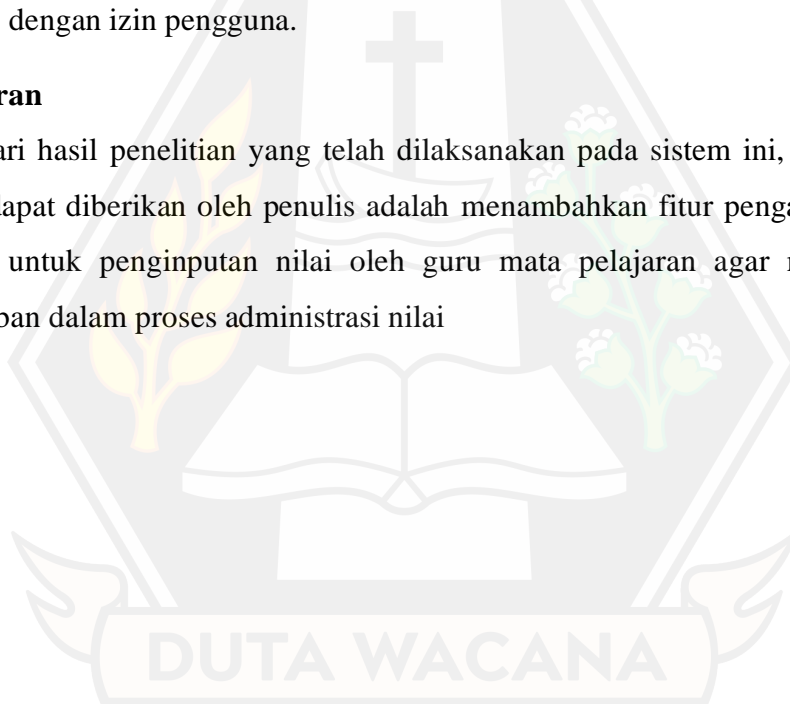 dengan izin pengguna.
ran
ari hasil penelitian yang telah dilaksanakan pada sistem ini,
dapat diberikan oleh penulis adalah menambahkan fitur penga
untuk penginputan nilai oleh guru mata pelajaran agar
ban dalam proses administrasi nilai
DUTA WACANA